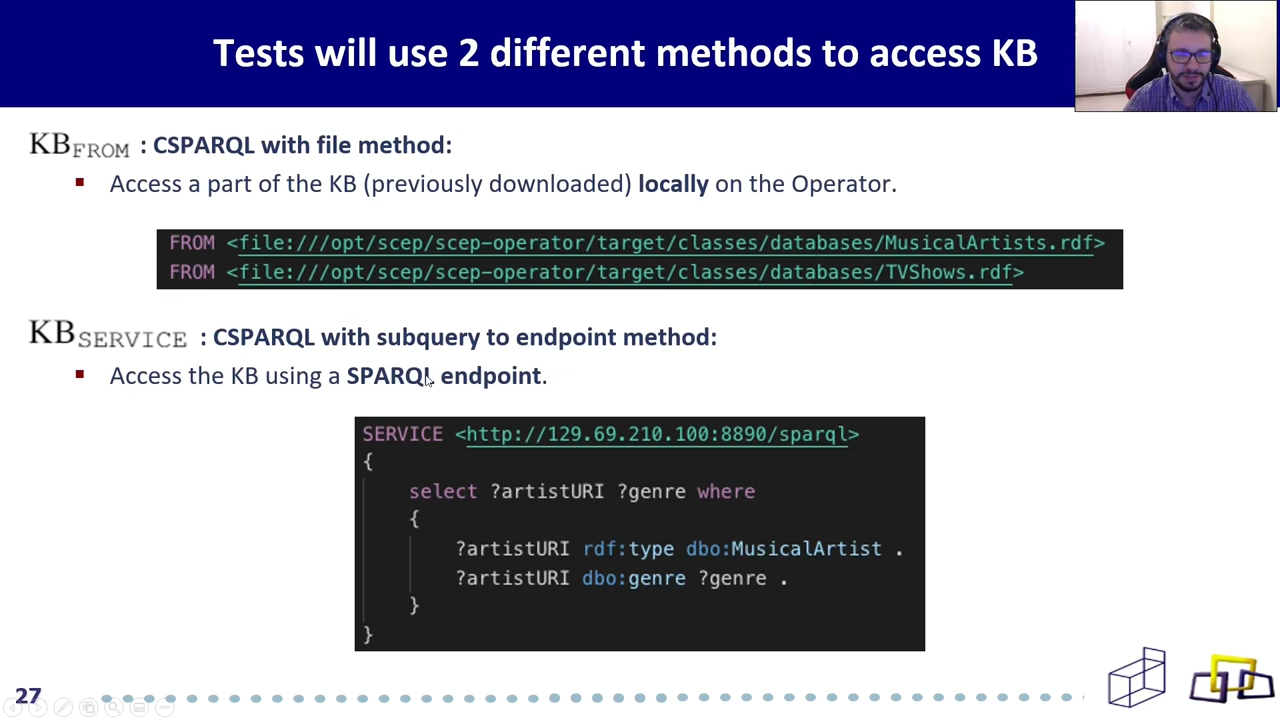 Tests will use 2 different methods to access KB
KB FROM : CSPARQL with file method:
▪ Access a part of the KB (previously downloaded) locally on the Operator.
FROM <file:///opt/scep/scep-operator/target/classes/databases/MusicalArtists.rdf>
FROM <file:///opt/scep/scep-operator/target/classes/databases/TVShows.rdf>
KB SERVICE : CSPARQL with subquery to endpoint method:
▪ Access the KB using a SPARQL endpoint.
SERVICE <http://129.69.210.100:8890/sparql>
{
select ?artistURI ?genre where
{
?artistURI rdf:type dbo:MusicalArtist .
?artistURI dbo:genre ?genre .
}
}
27